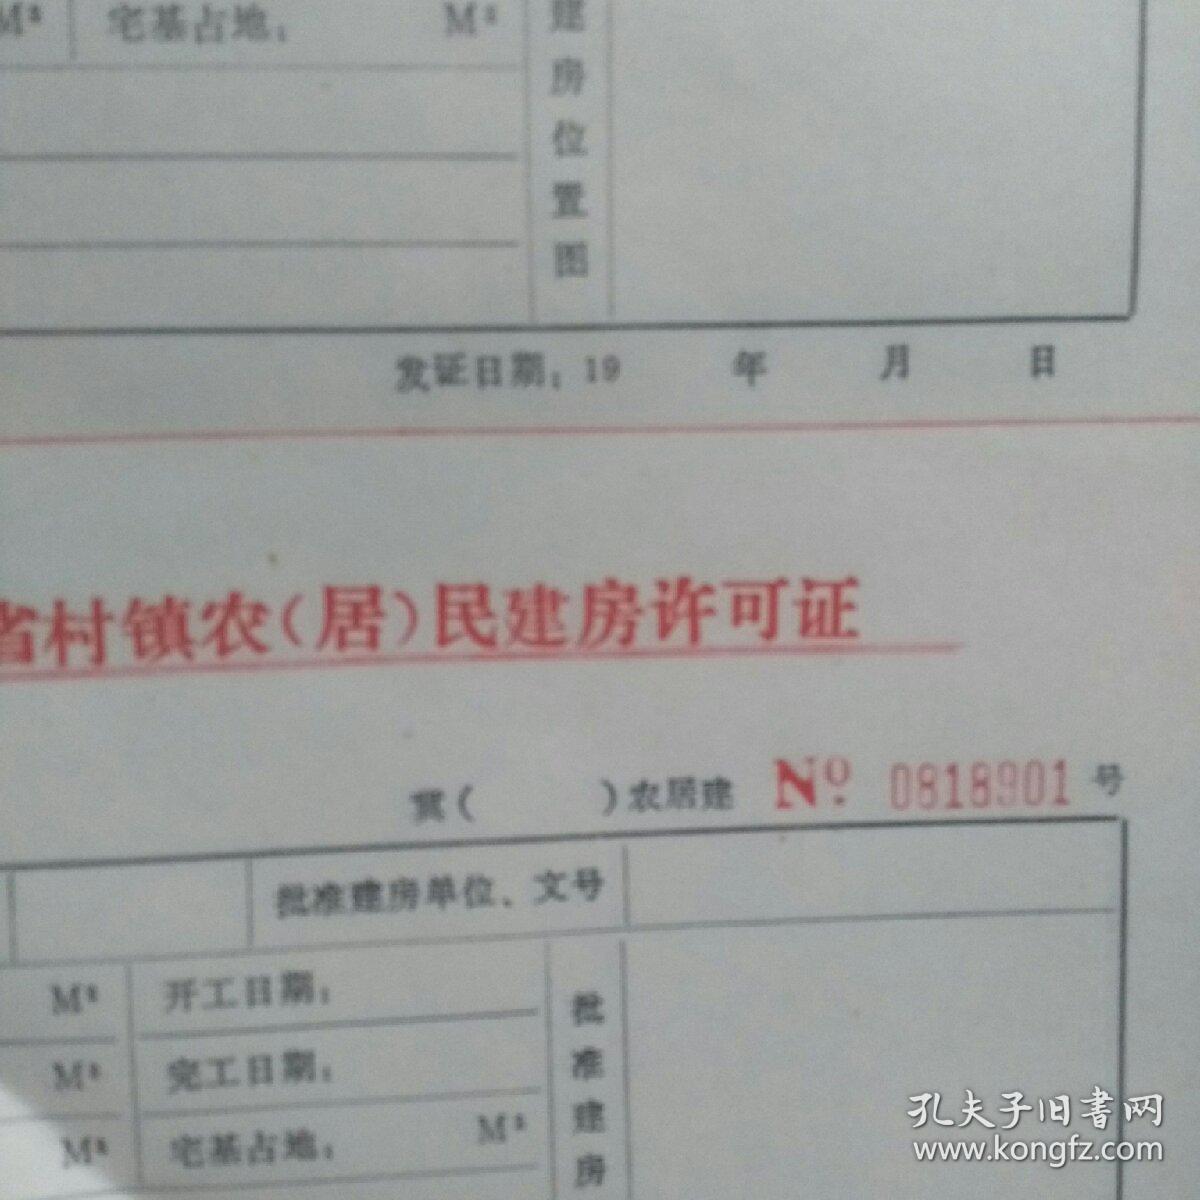 M² 宅基占地： M²
建房位置图
发证日期：19 年 月 日
省村镇农(居)民建房许可证
冀( )农居建 Nº 0818901 号
批准建房单位、文号
M² 开工日期：
M² 完工日期：
M² 宅基占地： M²
批准建房
孔夫子旧书网
www.kongfz.com